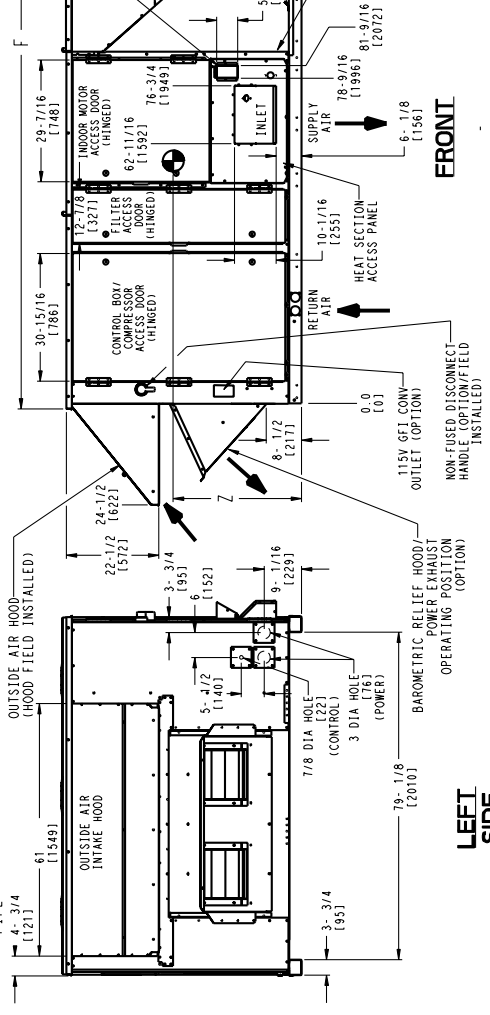 F
29-7/16
[748]
INDOOR MOTOR
ACCESS DOOR
(HINGED)
76-3/4
[1949]
62-11/16
[1592]
INLET
81-9/16
[2072]
78-9/16
[1996]
SUPPLY
AIR
6- 1/8
[156]
FRONT
12-7/8
[327]
FILTER
ACCESS
DOOR
(HINGED)
10-1/16
[255]
HEAT SECTION
ACCESS PANEL
30-15/16
[786]
CONTROL BOX/
COMPRESSOR
ACCESS DOOR
(HINGED)
RETURN
AIR
0.0
[0]
115V GFI CONV
OUTLET (OPTION)
NON-FUSED DISCONNECT
HANDLE (OPTION/FIELD
INSTALLED)
8- 1/2
[217]
Z
24-1/2
[622]
22-1/2
[572]
OUTSIDE AIR HOOD
(HOOD FIELD INSTALLED)
BAROMETRIC RELIEF HOOD/
POWER EXHAUST
OPERATING POSITION
(OPTION)
3- 3/4
[95]
6
[152]
9- 1/16
[229]
5- 1/2
[140]
7/8 DIA HOLE
[22]
(CONTROL)
3 DIA HOLE
[76]
(POWER)
61
[1549]
OUTSIDE AIR
INTAKE HOOD
4- 3/4
[121]
79- 1/8
[2010]
3- 3/4
[95]
LEFT
SIDE